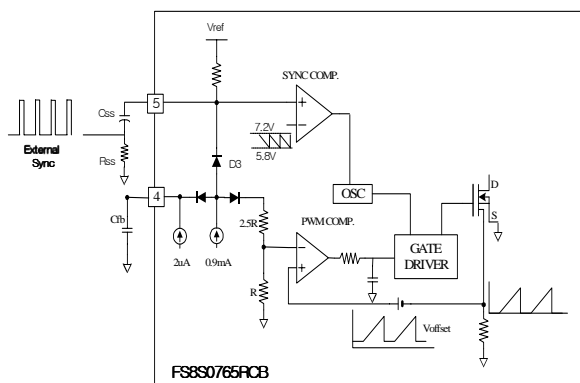 Vref
SYNC COMP.
5
Css
7.2V
5.8V
External
Sync
Rss
D3
D
OSC
S
4
Cfb
2.5R
PWM COMP.
GATE
DRIVER
2uA
0.9mA
R
Voffset
FS8S0765RCB